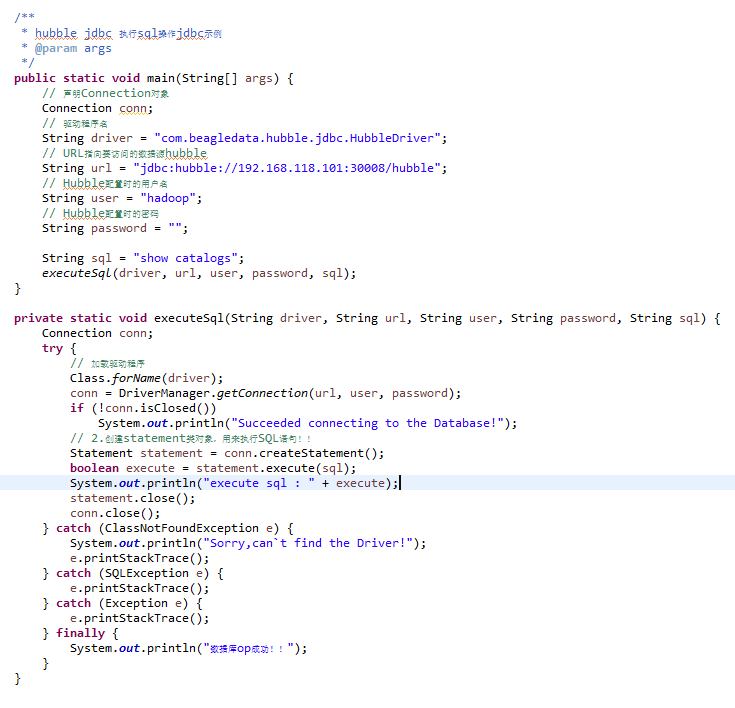 /**
 * hubble jdbc 执行sql操作jdbc示例
 * @param args
 */
public static void main(String[] args) {
    // 声明Connection对象
    Connection conn;
    // 驱动程序名
    String driver = "com.beagledata.hubble.jdbc.HubbleDriver";
    // URL指向要访问的数据源hubble
    String url = "jdbc:hubble://192.168.118.101:30008/hubble";
    // Hubble配置时的用户名
    String user = "hadoop";
    // Hubble配置时的密码
    String password = "";

    String sql = "show catalogs";
    executeSql(driver, url, user, password, sql);
}

private static void executeSql(String driver, String url, String user, String password, String sql) {
    Connection conn;
    try {
        // 加载驱动程序
        Class.forName(driver);
        conn = DriverManager.getConnection(url, user, password);
        if (!conn.isClosed())
            System.out.println("Succeeded connecting to the Database!");
        // 2.创建statement类对象，用来执行SQL语句！！
        Statement statement = conn.createStatement();
        boolean execute = statement.execute(sql);
        System.out.println("execute sql : " + execute);
        statement.close();
        conn.close();
    } catch (ClassNotFoundException e) {
        System.out.println("Sorry,can`t find the Driver!");
        e.printStackTrace();
    } catch (SQLException e) {
        e.printStackTrace();
    } catch (Exception e) {
        e.printStackTrace();
    } finally {
        System.out.println("数据库op成功！！");
    }
}